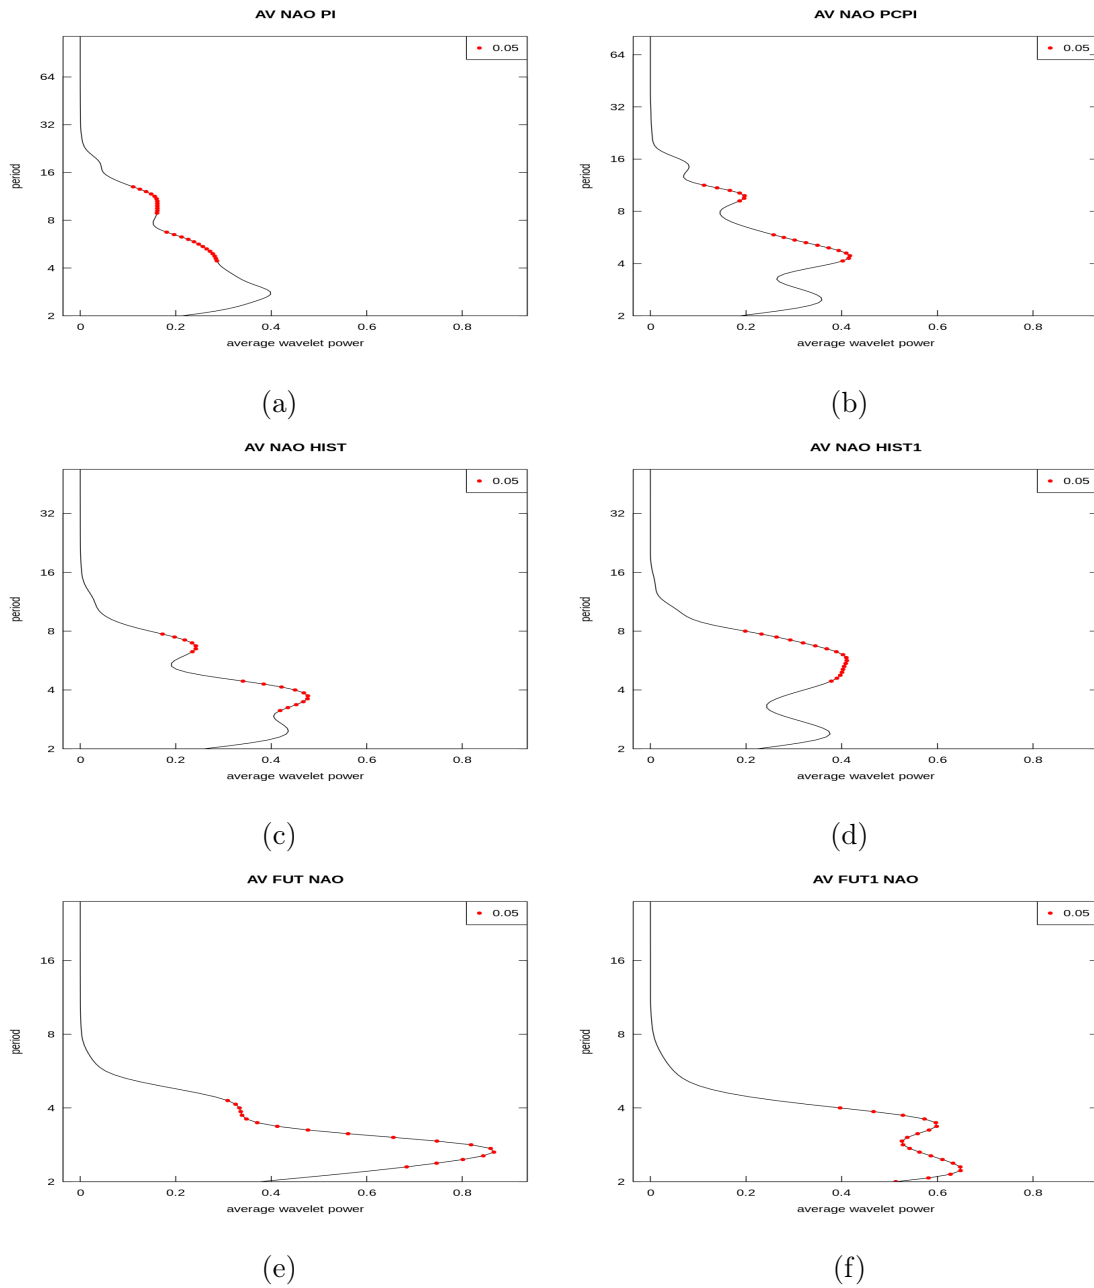 AV NAO PI
0.05
period
64
32
16
8
4
2
0 0.2 0.4 0.6 0.8
average wavelet power
(a)
AV NAO PCPI
0.05
period
64
32
16
8
4
2
0 0.2 0.4 0.6 0.8
average wavelet power
(b)
AV NAO HIST
0.05
period
32
16
8
4
2
0 0.2 0.4 0.6 0.8
average wavelet power
(c)
AV NAO HIST1
0.05
period
32
16
8
4
2
0 0.2 0.4 0.6 0.8
average wavelet power
(d)
AV FUT NAO
0.05
period
16
8
4
2
0 0.2 0.4 0.6 0.8
average wavelet power
(e)
AV FUT1 NAO
0.05
period
16
8
4
2
0 0.2 0.4 0.6 0.8
average wavelet power
(f)